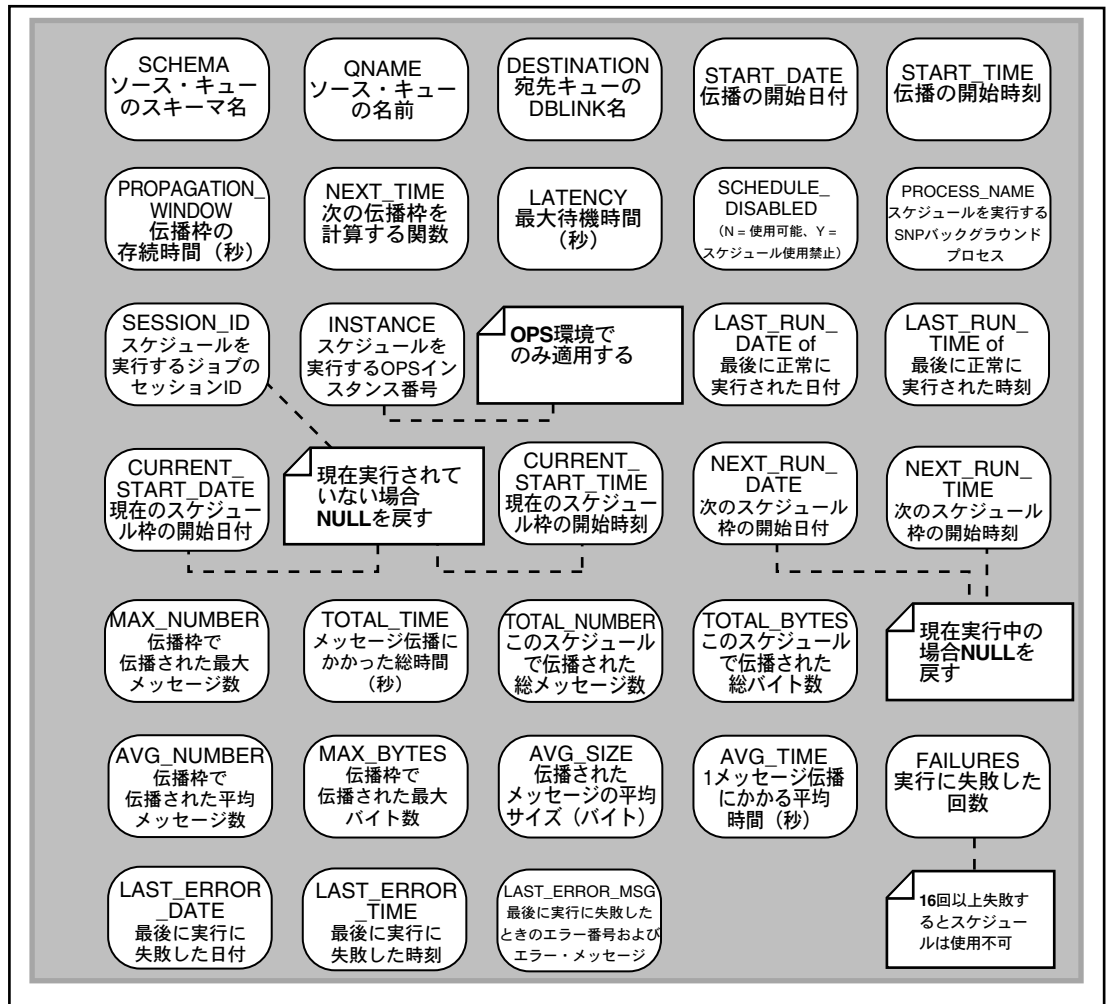 SCHEMA
ソース・キュー
のスキーマ名
QNAME
ソース・キュー
の名前
DESTINATION
宛先キューの
DBLINK名
START_DATE
伝播の開始日付
START_TIME
伝播の開始時刻
PROPAGATION_
WINDOW
伝播枠の
存続時間（秒）
NEXT_TIME
次の伝播枠を
計算する関数
LATENCY
最大待機時間
（秒）
SCHEDULE_
DISABLED
（N = 使用可能、Y =
スケジュール使用禁止）
PROCESS_NAME
スケジュールを実行する
SNPバックグラウンド
プロセス
SESSION_ID
スケジュールを
実行するジョブの
セッションID
INSTANCE
スケジュールを
実行するOPSイン
スタンス番号
OPS環境で
のみ適用する
LAST_RUN_
DATE of
最後に正常に
実行された日付
LAST_RUN_
TIME of
最後に正常に
実行された時刻
CURRENT_
START_DATE
現在のスケジュー
ル枠の開始日付
現在実行されて
いない場合
NULLを戻す
CURRENT_
START_TIME
現在のスケジュー
ル枠の開始時刻
NEXT_RUN_
DATE
次のスケジュール
枠の開始日付
NEXT_RUN_
TIME
次のスケジュール
枠の開始時刻
MAX_NUMBER
伝播枠で
伝播された最大
メッセージ数
TOTAL_TIME
メッセージ伝播に
かかった総時間
（秒）
TOTAL_NUMBER
このスケジュール
で伝播された
総メッセージ数
TOTAL_BYTES
このスケジュール
で伝播された
総バイト数
現在実行中の
場合NULLを
戻す
AVG_NUMBER
伝播枠で
伝播された平均
メッセージ数
MAX_BYTES
伝播枠で
伝播された最大
バイト数
AVG_SIZE
伝播された
メッセージの平均
サイズ（バイト）
AVG_TIME
1メッセージ伝播
にかかる平均
時間（秒）
FAILURES
実行に失敗した
回数
LAST_ERROR
_DATE
最後に実行に
失敗した日付
LAST_ERROR
_TIME
最後に実行に
失敗した時刻
LAST_ERROR_MSG
最後に実行に失敗した
ときのエラー番号および
エラー・メッセージ
16回以上失敗す
るとスケジュー
ルは使用不可